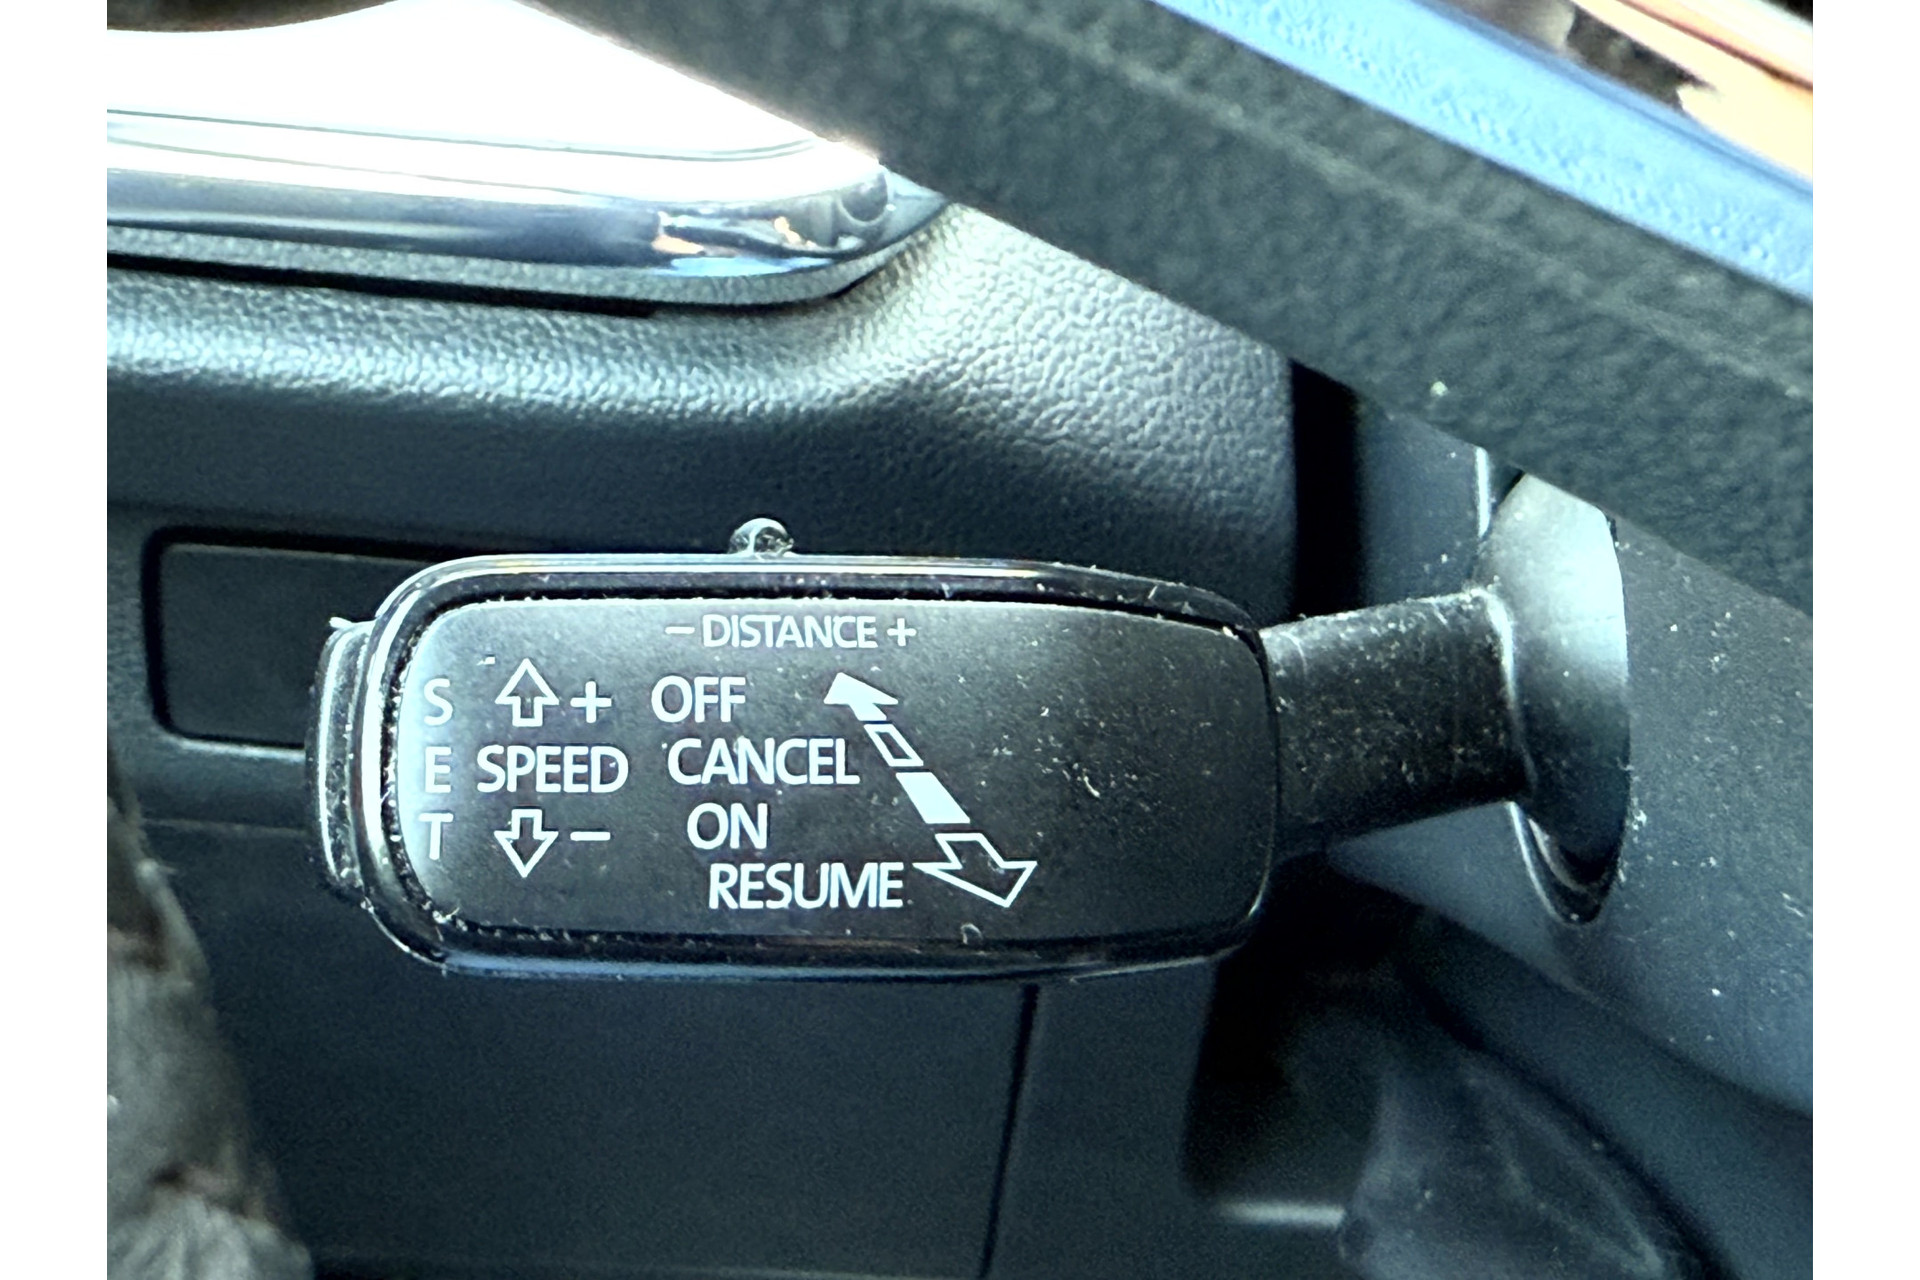 − DISTANCE +
S + OFF
E SPEED CANCEL
T − ON
RESUME